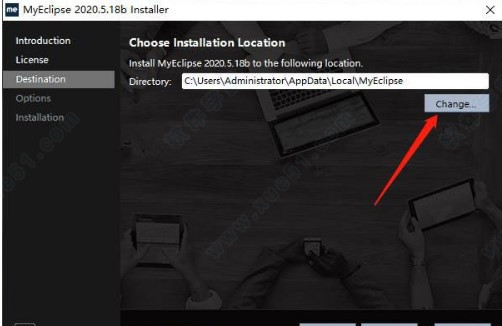 me MyEclipse 2020.5.18b Installer
Introduction
License
Destination
Options
Installation
Choose Installation Location
Install MyEclipse 2020.5.18b to the following location.
Directory: C:\Users\Administrator\AppData\Local\MyEclipse
Change...